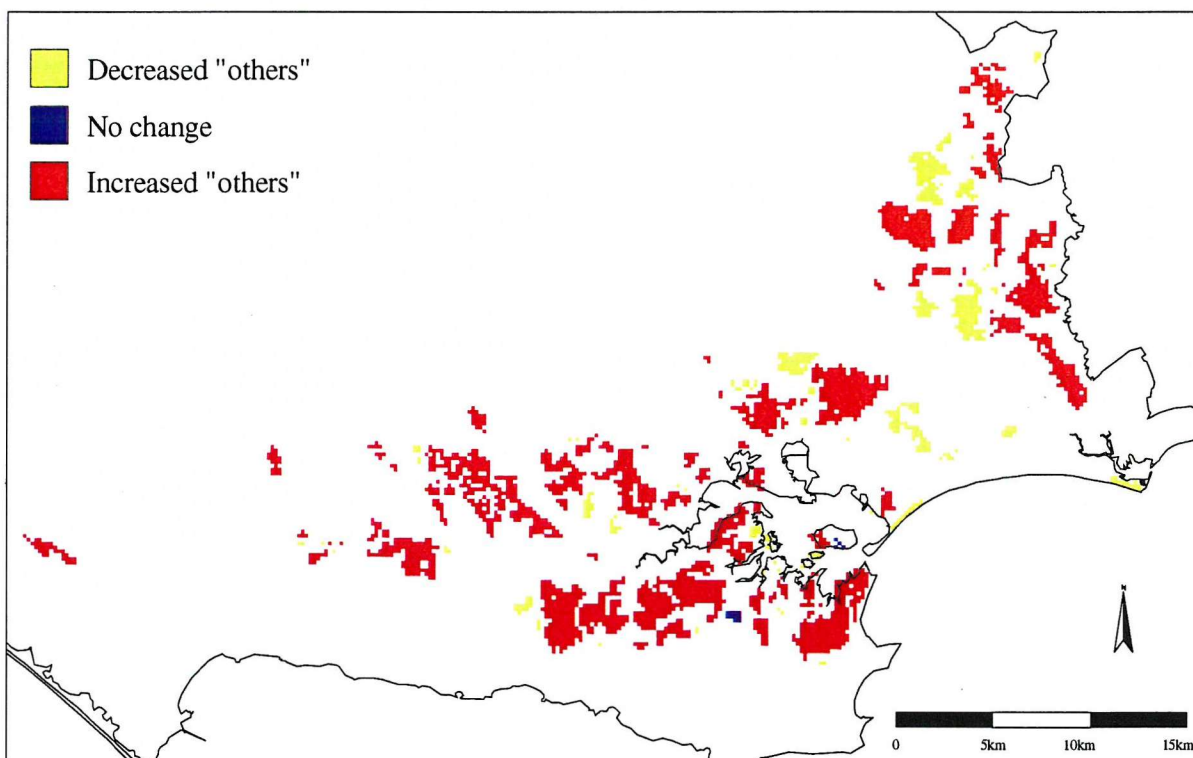 Decreased "others"
No change
Increased "others"
N
0 5km 10km 15km